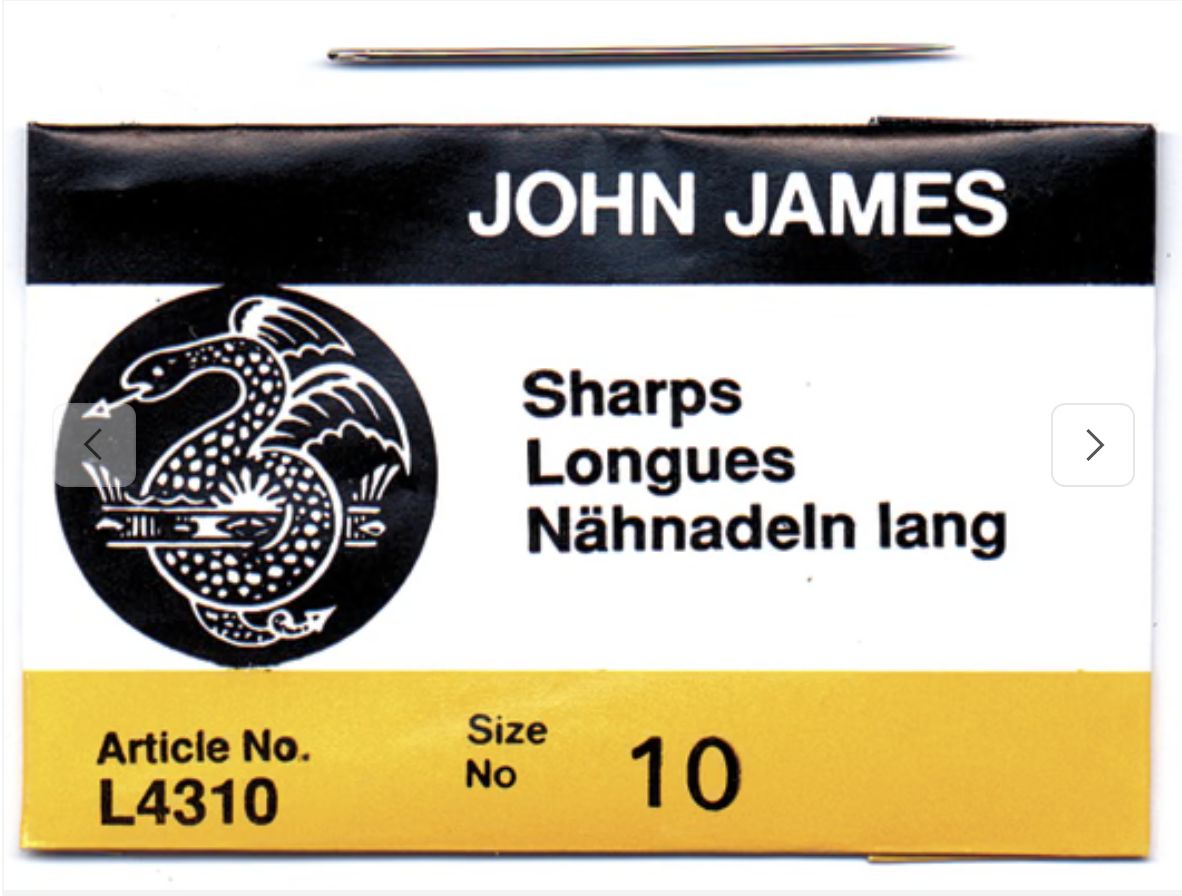 JOHN JAMES
Sharps
Longues
Nähnadeln lang
Article No.
L4310
Size
No
10